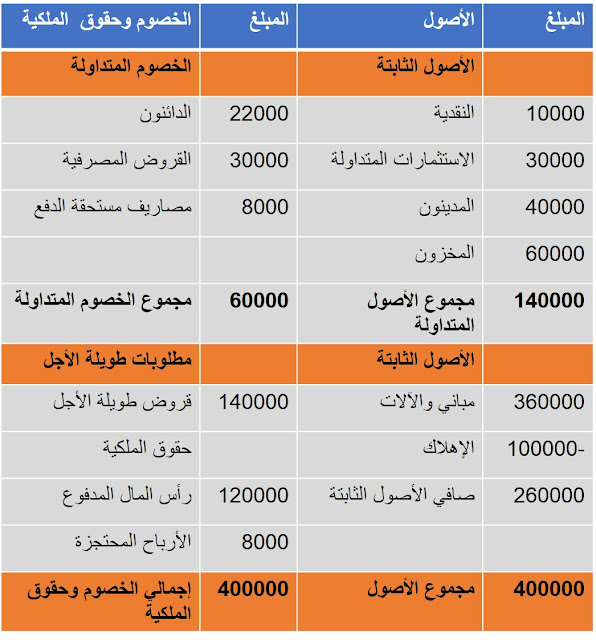 المبلغ الأصول المبلغ الخصوم وحقوق الملكية
الأصول الثابتة الخصوم المتداولة
10000 النقدية 22000 الدائنون
30000 الاستثمارات المتداولة 30000 القروض المصرفية
40000 المدينون 8000 مصاريف مستحقة الدفع
60000 المخزون
140000 مجموع الأصول المتداولة 60000 مجموع الخصوم المتداولة
الأصول الثابتة مطلوبات طويلة الأجل
360000 مباني والآلات 140000 قروض طويلة الأجل
100000- الإهلاك حقوق الملكية
260000 صافي الأصول الثابتة 120000 رأس المال المدفوع
8000 الأرباح المحتجزة
400000 مجموع الأصول 400000 إجمالي الخصوم وحقوق الملكية